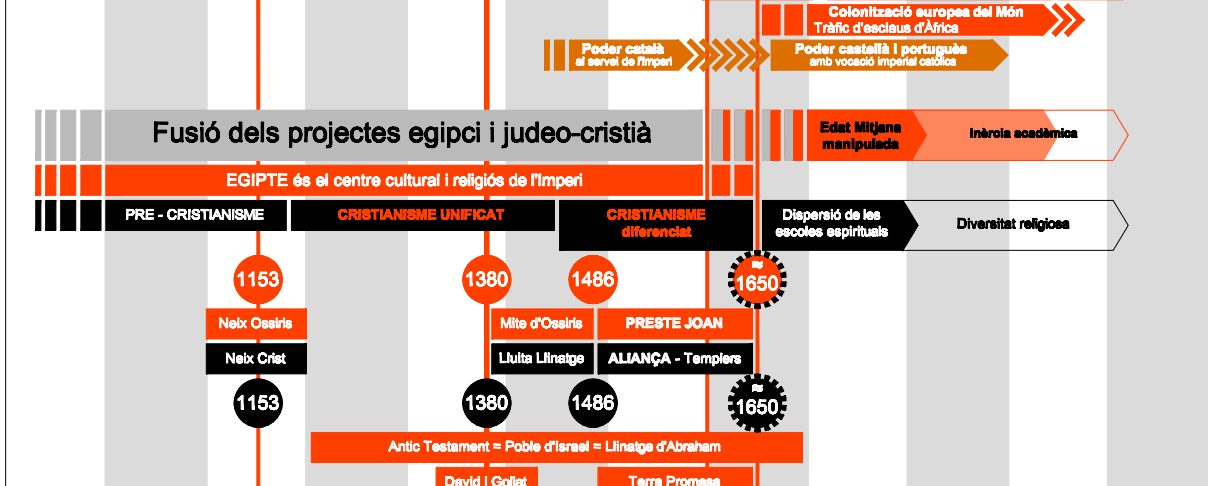 Colonització europea del Món
Tràfic d'esclaus d'Àfrica
Poder català
al servei de l'Imperi
Poder castellà i portuguès
amb vocació imperial catòlica
Fusió dels projectes egipci i judeo-cristià
Edat Mitjana
manipulada
Inèrcia acadèmica
EGIPTE és el centre cultural i religiós de l'Imperi
PRE - CRISTIANISME
CRISTIANISME UNIFICAT
CRISTIANISME
diferenciat
Dispersió de les
escoles espirituals
Diversitat religiosa
1153
1380
1486
≈
1650
Neix Ossiris
Mite d'Ossiris
PRESTE JOAN
Neix Crist
Lluita Llinatge
ALIANÇA - Templers
1153
1380
1486
≈
1650
Antic Testament = Poble d'Israel = Llinatge d'Abraham
David i Goliat
Terra Promesa